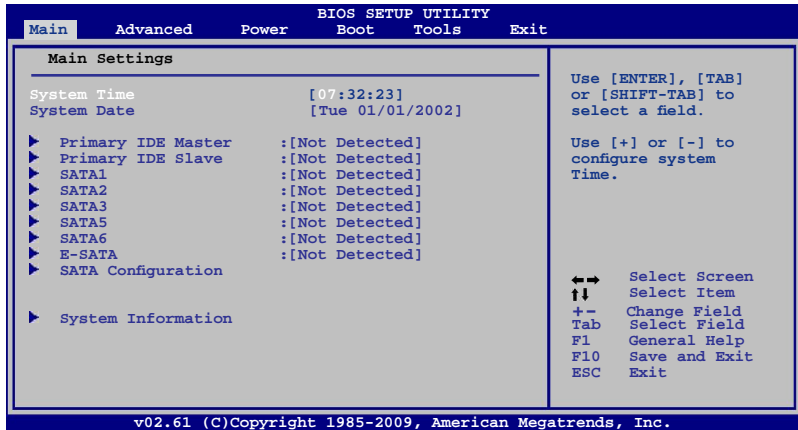 BIOS SETUP UTILITY
Main Advanced Power Boot Tools Exit
Main Settings
System Time [07:32:23]
System Date [Tue 01/01/2002]
Primary IDE Master :[Not Detected]
Primary IDE Slave :[Not Detected]
SATA1 :[Not Detected]
SATA2 :[Not Detected]
SATA3 :[Not Detected]
SATA5 :[Not Detected]
SATA6 :[Not Detected]
E-SATA :[Not Detected]
SATA Configuration
System Information
Use [ENTER], [TAB]
or [SHIFT-TAB] to
select a field.
Use [+] or [-] to
configure system
Time.
←→ Select Screen
↑↓ Select Item
+- Change Field
Tab Select Field
F1 General Help
F10 Save and Exit
ESC Exit
v02.61 (C)Copyright 1985-2009, American Megatrends, Inc.